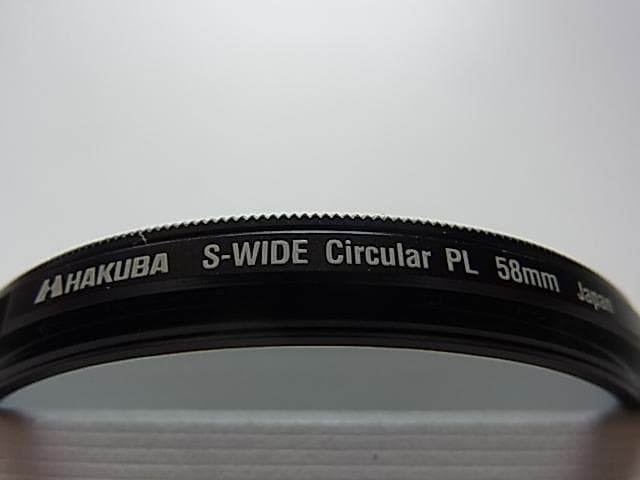 HAKUBA S-WIDE Circular PL 58mm Japan